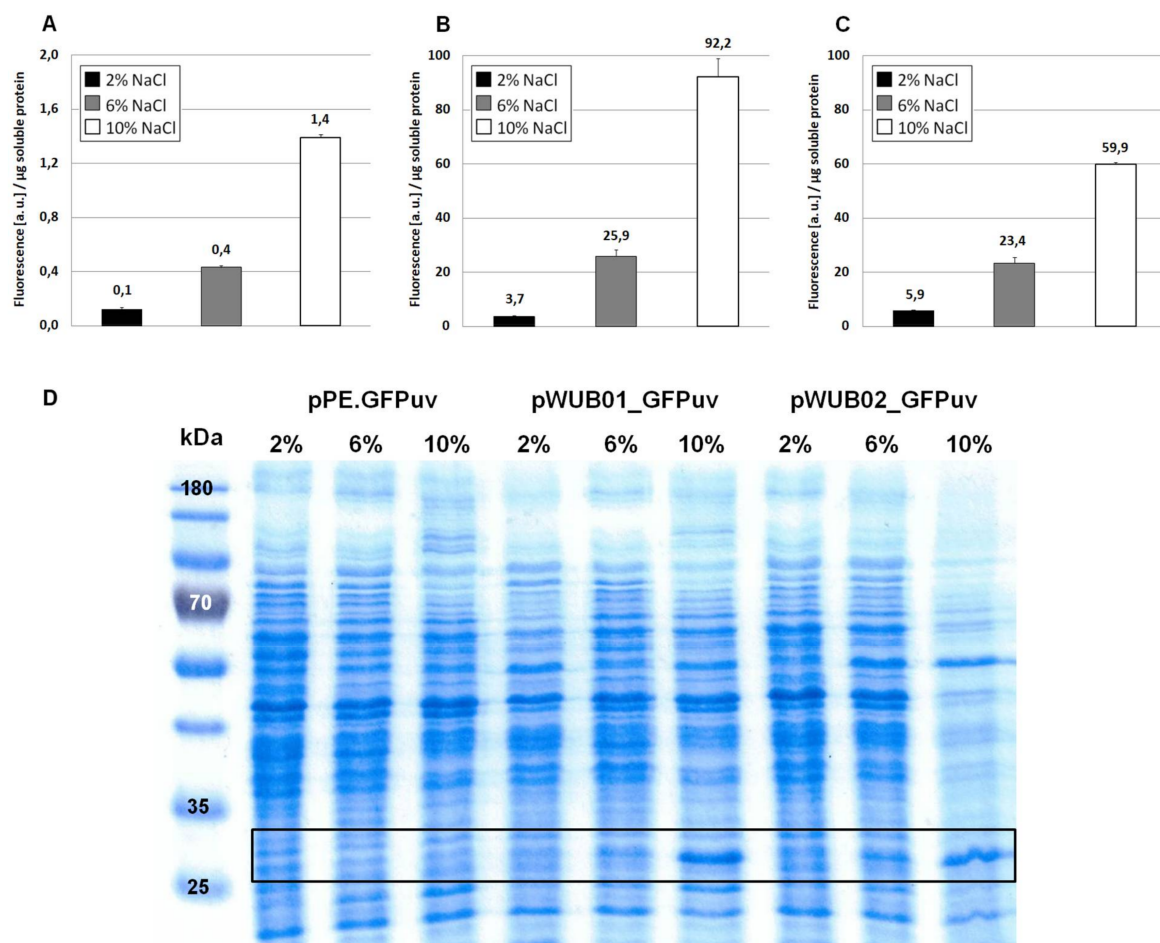 A
Fluorescence [a. u.] / µg soluble protein
2,0
1,6
1,2
0,8
0,4
0,0
2% NaCl
6% NaCl
10% NaCl
0,1
0,4
1,4
B
Fluorescence [a. u.] / µg soluble protein
100
80
60
40
20
0
2% NaCl
6% NaCl
10% NaCl
3,7
25,9
92,2
C
Fluorescence [a. u.] / µg soluble protein
100
80
60
40
20
0
2% NaCl
6% NaCl
10% NaCl
5,9
23,4
59,9
D
pPE.GFPuv pWUB01_GFPuv pWUB02_GFPuv
kDa 2% 6% 10% 2% 6% 10% 2% 6% 10%
180
70
35
25